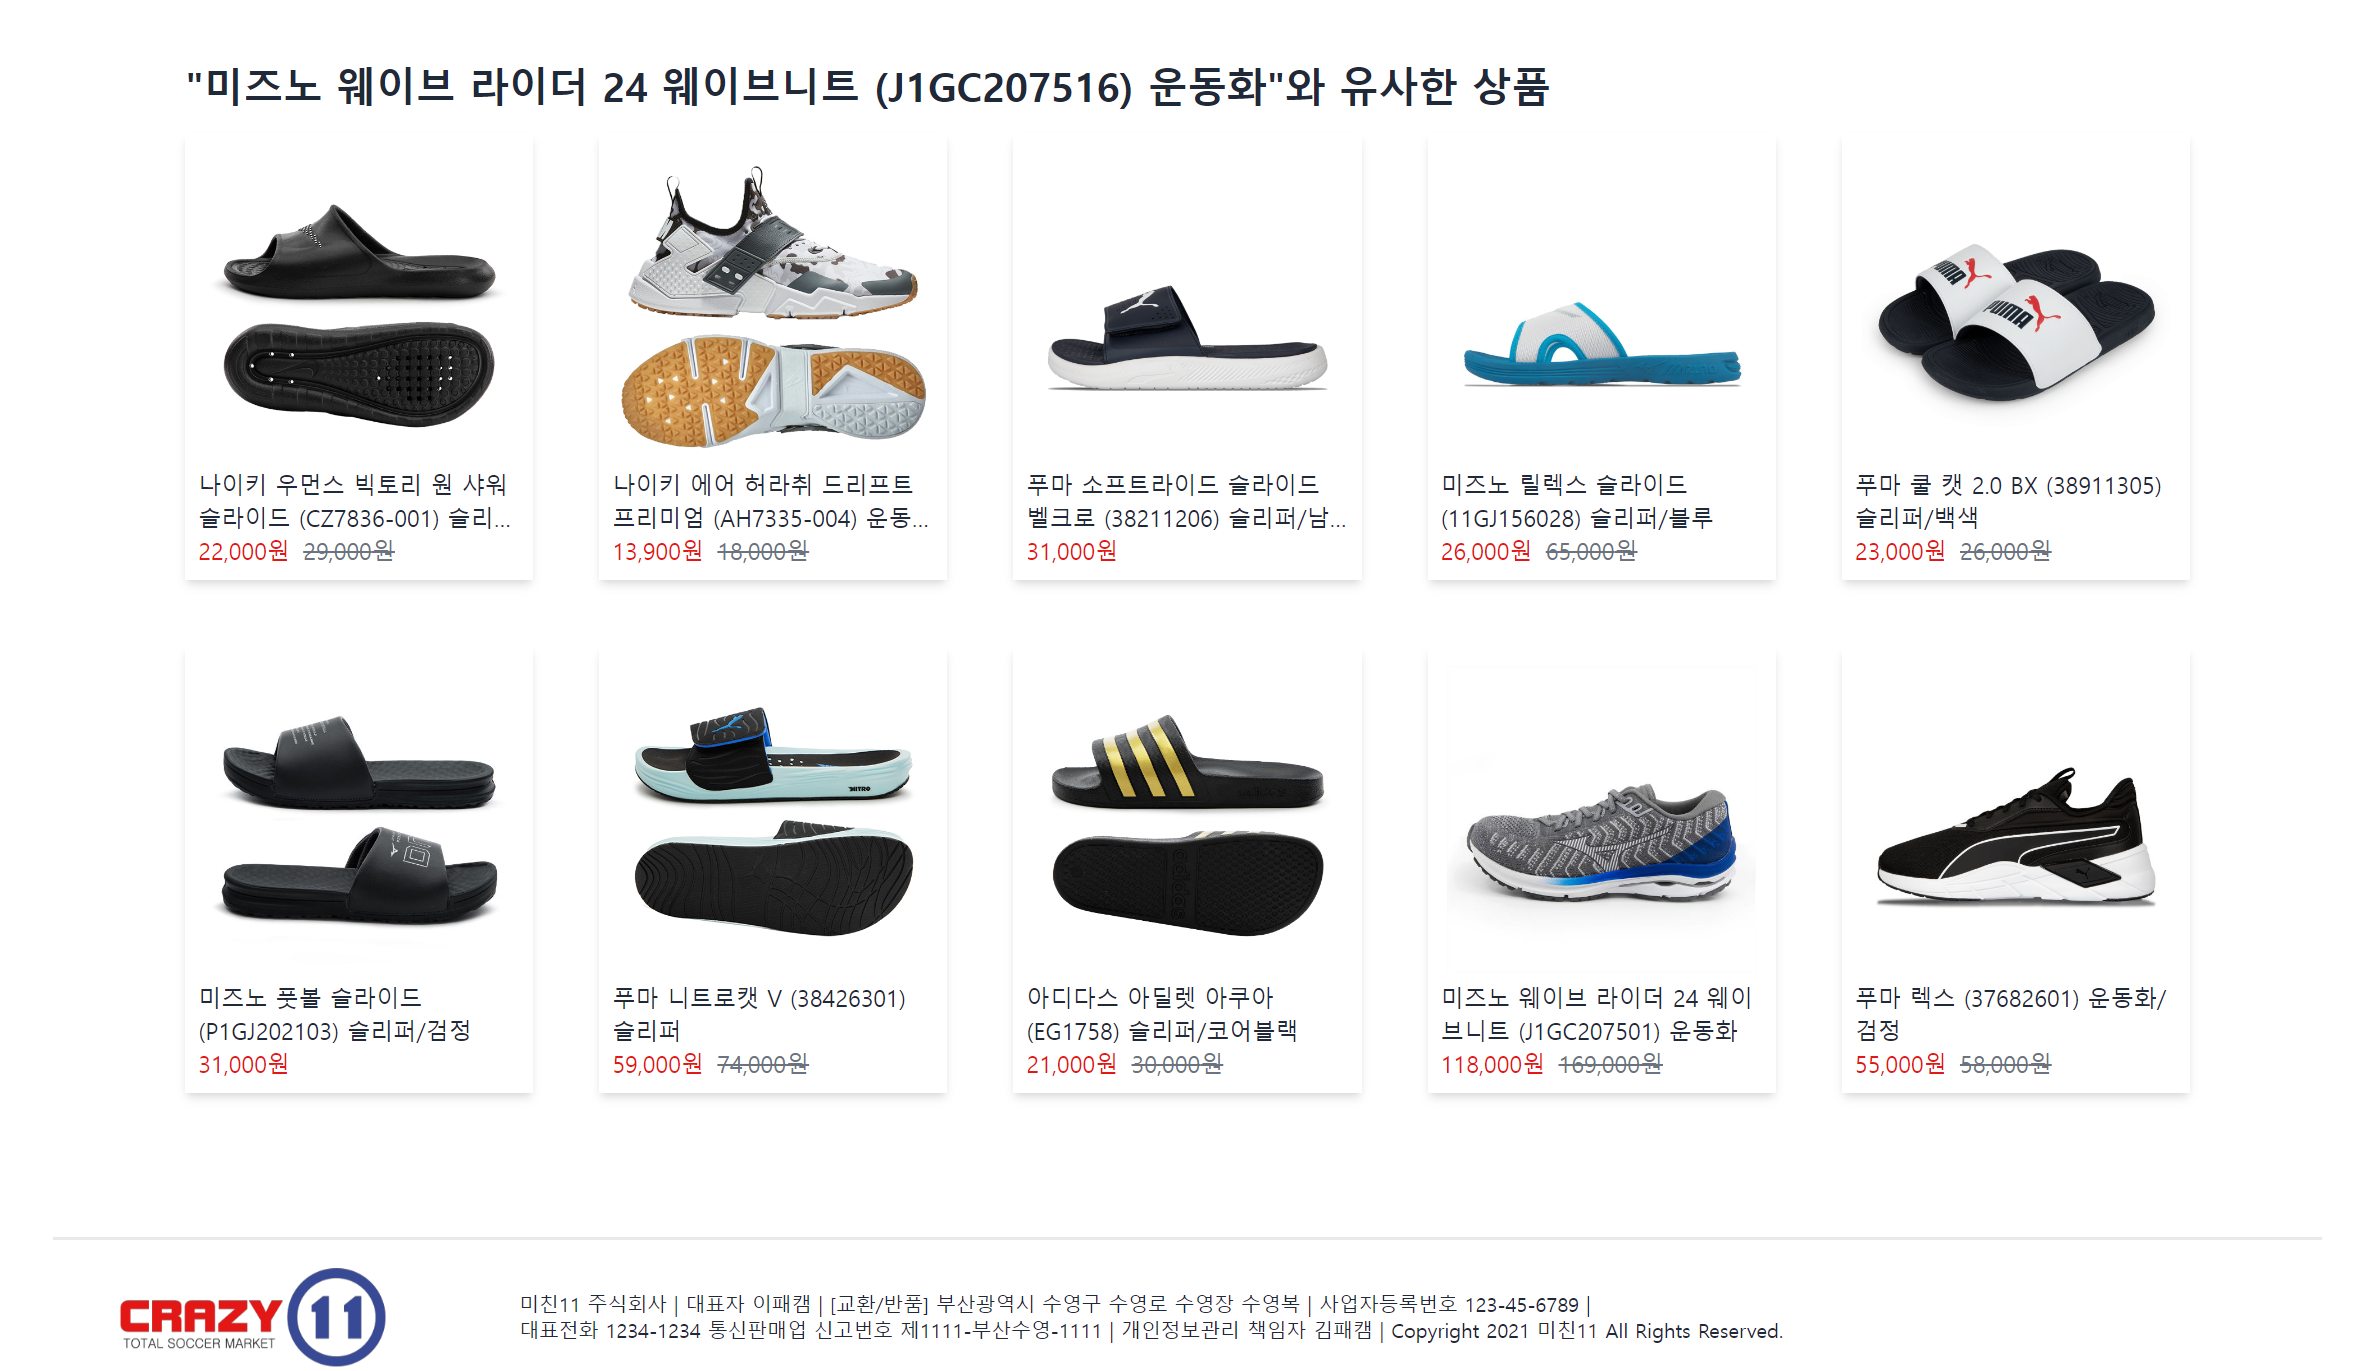 "미즈노 웨이브 라이더 24 웨이브니트 (J1GC207516) 운동화"와 유사한 상품
나이키 우먼스 빅토리 원 샤워
슬라이드 (CZ7836-001) 슬리...
22,000원 29,000원
나이키 에어 허라취 드리프트
프리미엄 (AH7335-004) 운동...
13,900원 18,000원
푸마 소프트라이드 슬라이드
벨크로 (38211206) 슬리퍼/남...
31,000원
미즈노 릴렉스 슬라이드
(11GJ156028) 슬리퍼/블루
26,000원 65,000원
PUMA
PUMA
푸마 쿨 캣 2.0 BX (38911305)
슬리퍼/백색
23,000원 26,000원
미즈노 풋볼 슬라이드
(P1GJ202103) 슬리퍼/검정
31,000원
NITRO
푸마 니트로캣 V (38426301)
슬리퍼
59,000원 74,000원
아디다스 아딜렛 아쿠아
(EG1758) 슬리퍼/코어블랙
21,000원 30,000원
미즈노 웨이브 라이더 24 웨이
브니트 (J1GC207501) 운동화
118,000원 169,000원
푸마 렉스 (37682601) 운동화/
검정
55,000원 58,000원
CRAZY 11
TOTAL SOCCER MARKET
미친11 주식회사 | 대표자 이패캠 | [교환/반품] 부산광역시 수영구 수영로 수영장 수영복 | 사업자등록번호 123-45-6789 |
대표전화 1234-1234 통신판매업 신고번호 제1111-부산수영-1111 | 개인정보관리 책임자 김패캠 | Copyright 2021 미친11 All Rights Reserved.